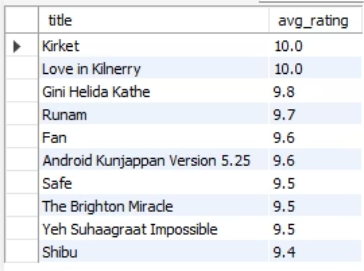 title avg_rating
Kirket 10.0
Love in Kilnerry 10.0
Gini Helida Kathe 9.8
Runam 9.7
Fan 9.6
Android Kunjappan Version 5.25 9.6
Safe 9.5
The Brighton Miracle 9.5
Yeh Suhaagraat Impossible 9.5
Shibu 9.4